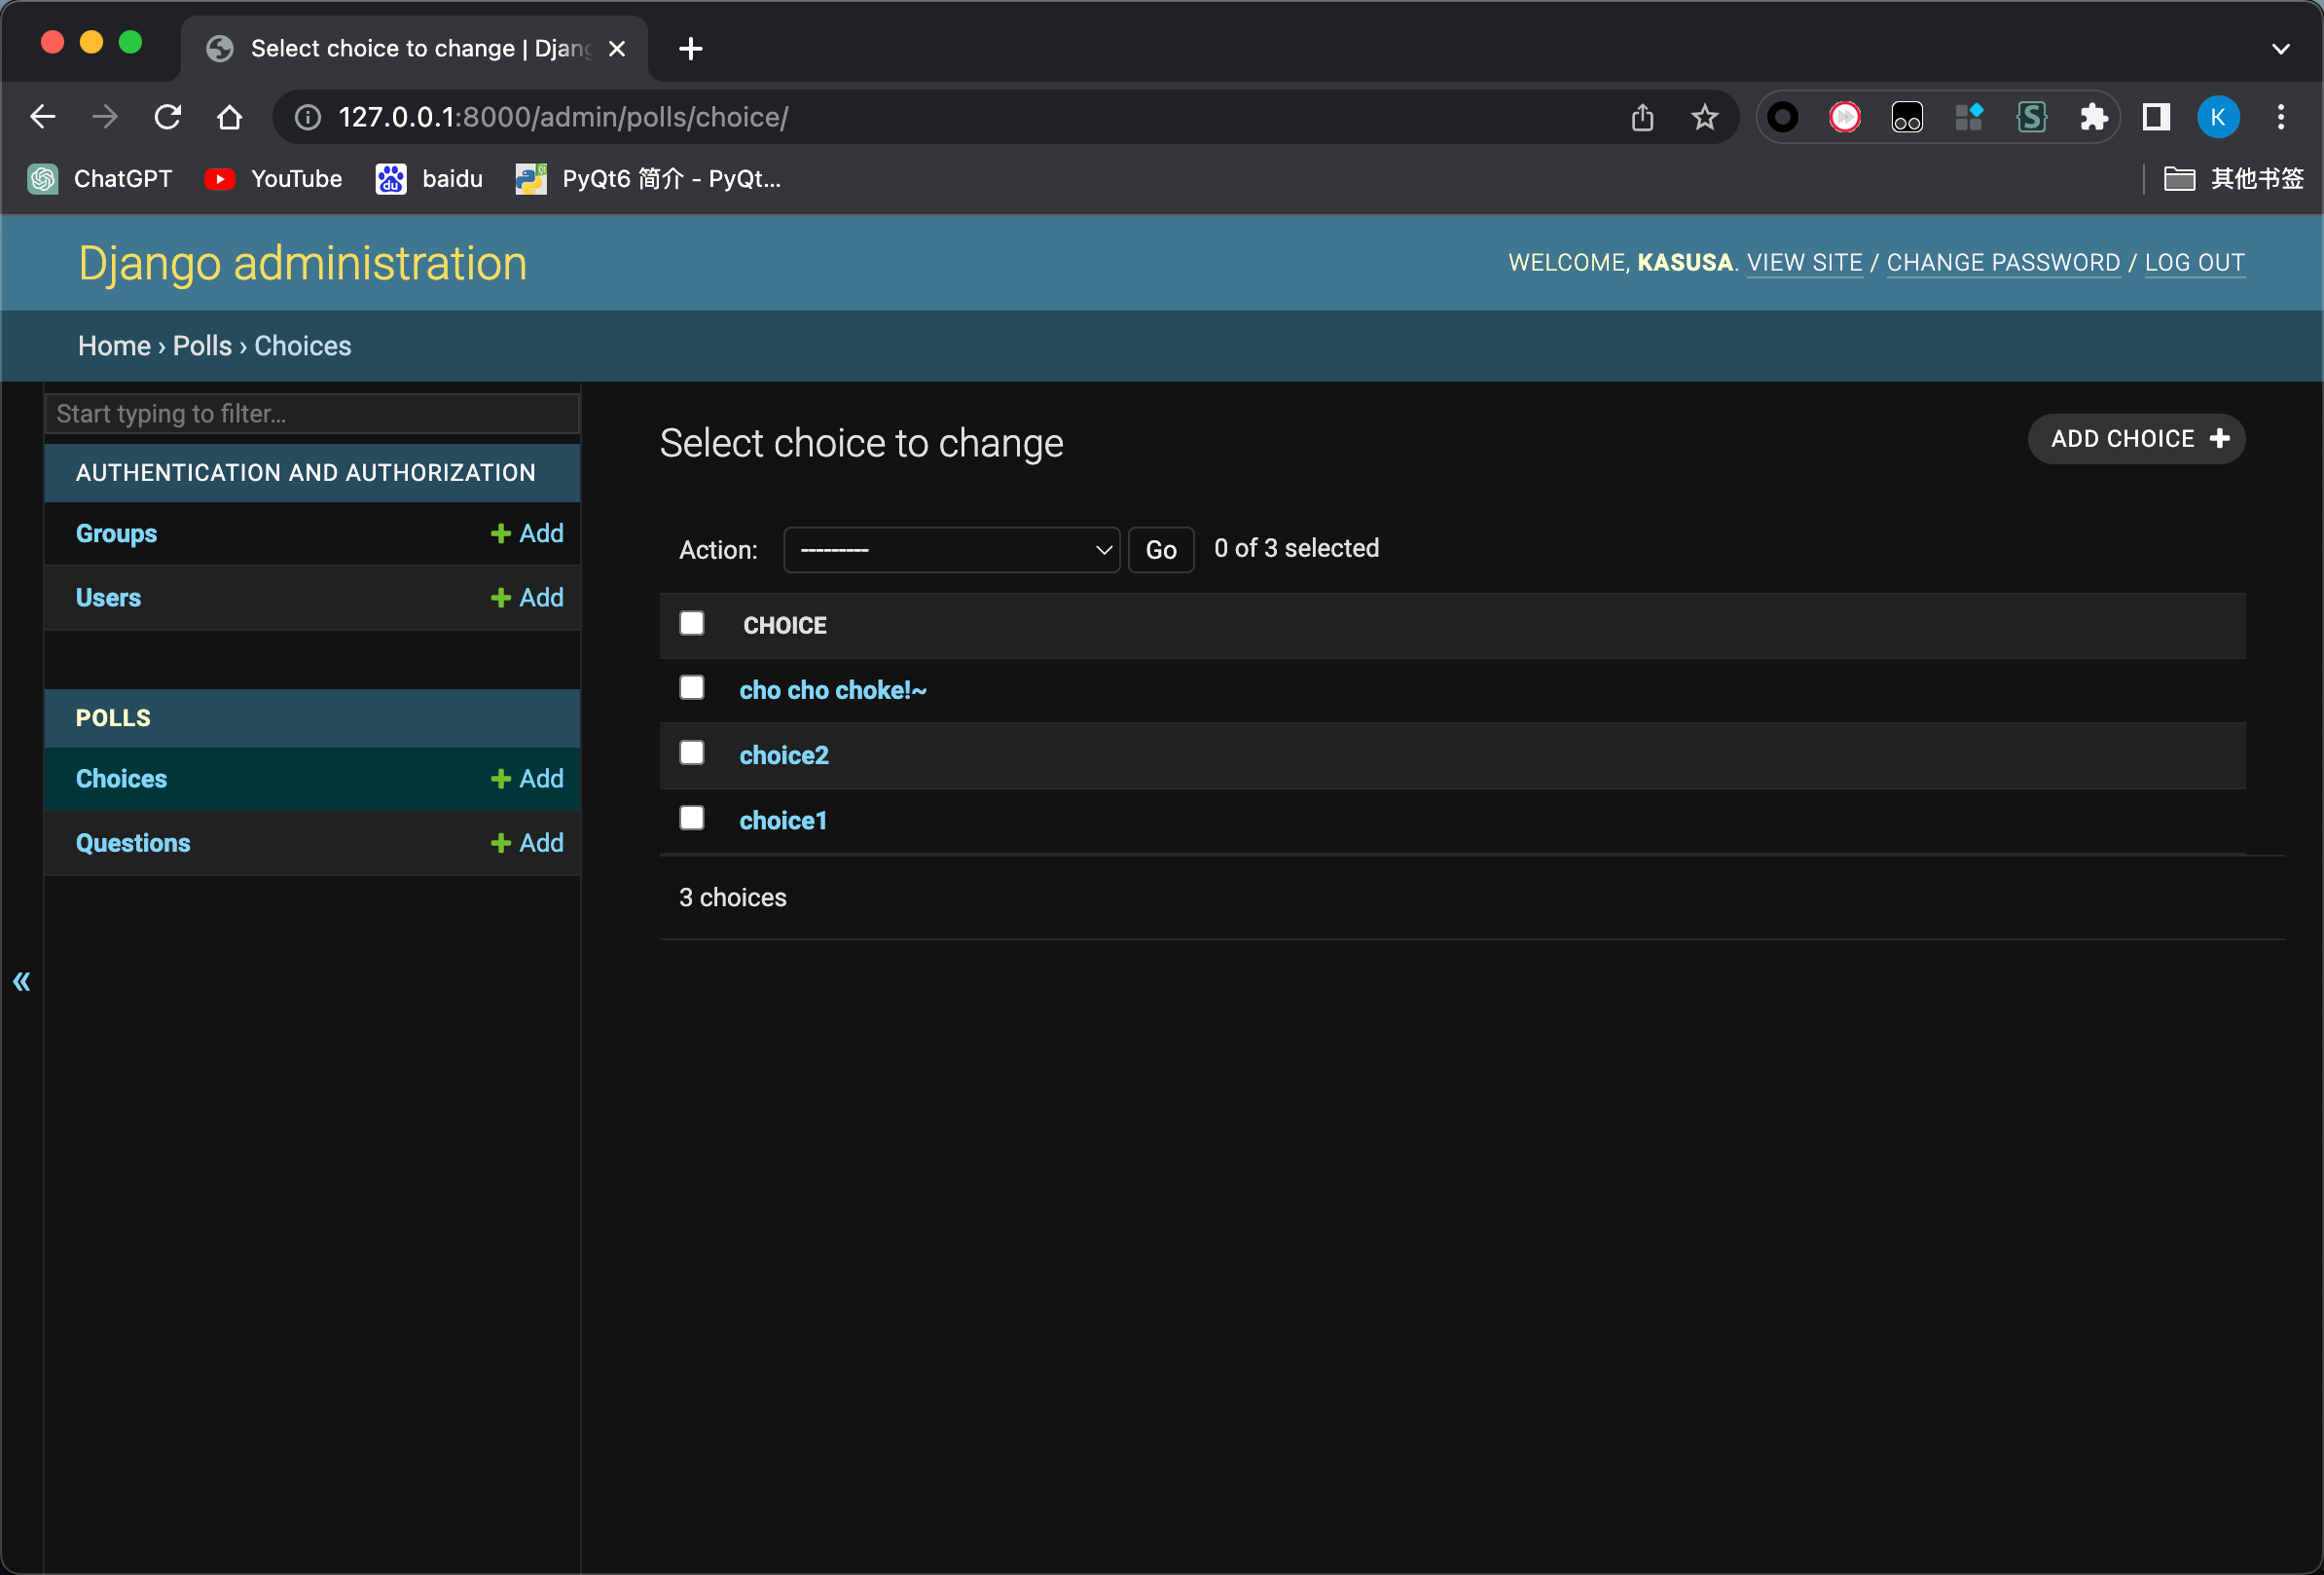 Select choice to change | Djang
127.0.0.1:8000/admin/polls/choice/
K
ChatGPT
YouTube
baidu
PyQt6 简介 - PyQt...
其他书签
Django administration
WELCOME, KASUSA. VIEW SITE / CHANGE PASSWORD / LOG OUT
Home › Polls › Choices
Start typing to filter...
AUTHENTICATION AND AUTHORIZATION
Groups + Add
Users + Add
POLLS
Choices + Add
Questions + Add
«
Select choice to change
ADD CHOICE +
Action: --------- Go 0 of 3 selected
CHOICE
cho cho choke!~
choice2
choice1
3 choices